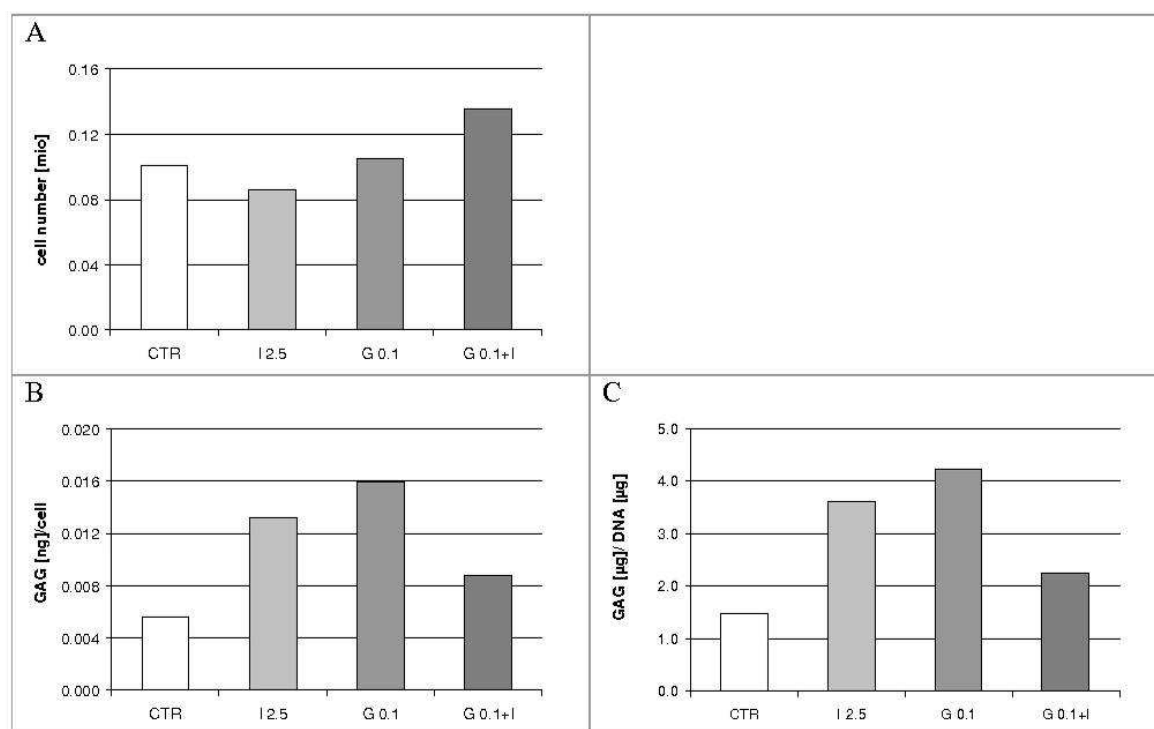 A
cell number [mio]
0.16
0.12
0.08
0.04
0.00
CTR I 2.5 G 0.1 G 0.1+I
B
GAG [ng]/cell
0.020
0.016
0.012
0.008
0.004
0.000
CTR I 2.5 G 0.1 G 0.1+I
C
GAG [µg]/ DNA [µg]
5.0
4.0
3.0
2.0
1.0
0.0
CTR I 2.5 G 0.1 G 0.1+I